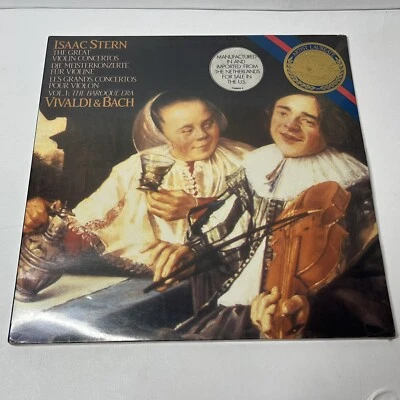 ISAAC STERN
THE GREAT
VIOLIN CONCERTOS
DIE MEISTERKONZERTE
FÜR VIOLINE
LES GRANDS CONCERTOS
POUR VIOLON
VOL. 1: THE BAROQUE ERA
VIVALDI & BACH
MANUFACTURED
IN AND
IMPORTED FROM
THE NETHERLANDS
FOR SALE IN
THE U.S.